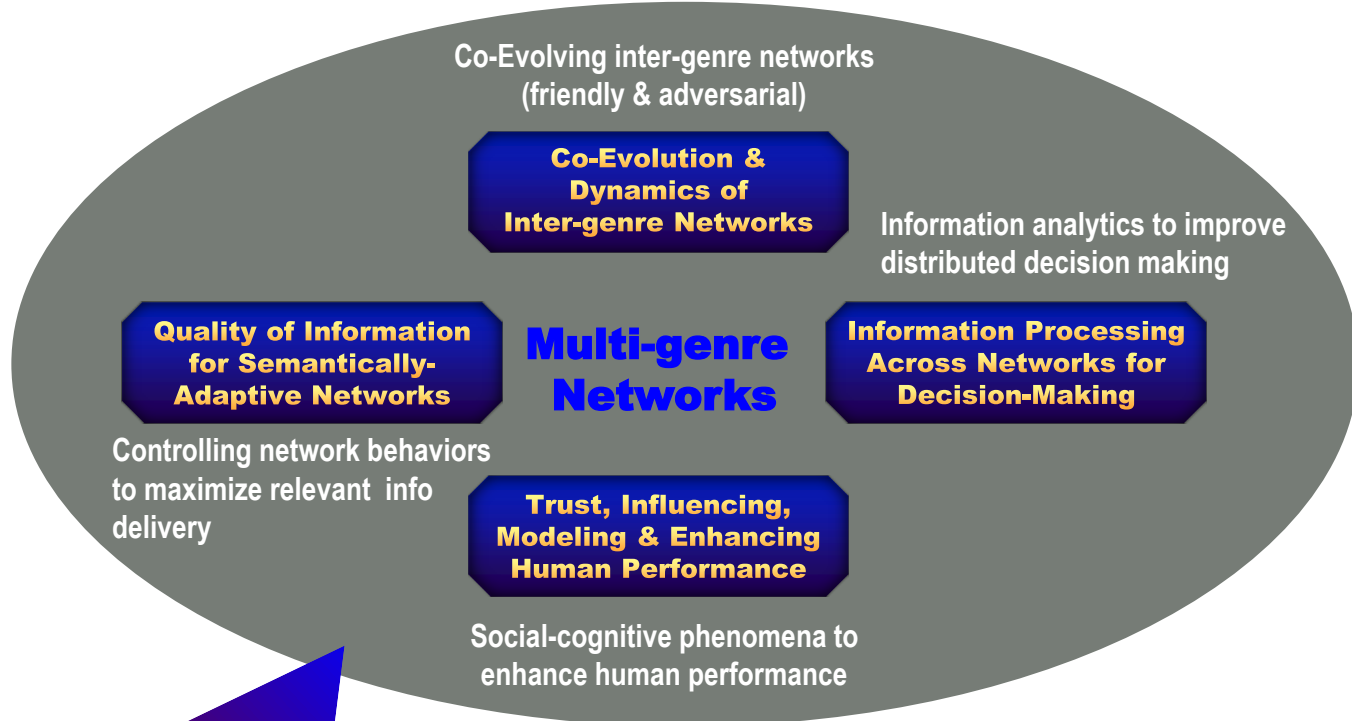 Co-Evolving inter-genre networks
(friendly & adversarial)
Co-Evolution &
Dynamics of
Inter-genre Networks
Information analytics to improve
distributed decision making
Quality of Information
for Semantically-
Adaptive Networks
Multi-genre
Networks
Information Processing
Across Networks for
Decision-Making
Controlling network behaviors
to maximize relevant  info
delivery
Trust, Influencing,
Modeling & Enhancing
Human Performance
Social-cognitive phenomena to
enhance human performance